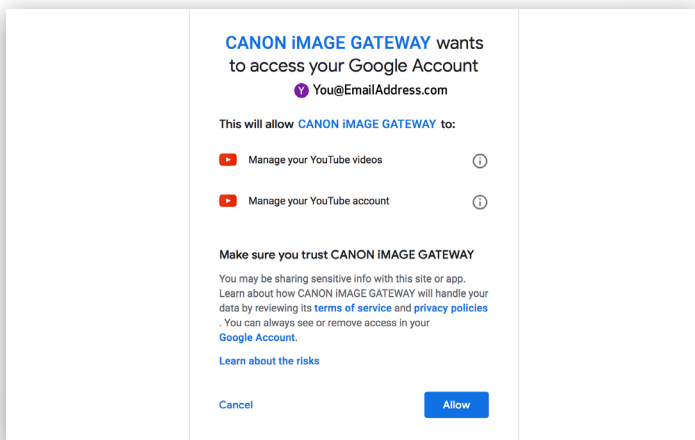 CANON iMAGE GATEWAY wants
to access your Google Account
Y You@EmailAddress.com
This will allow CANON iMAGE GATEWAY to:
Manage your YouTube videos
Manage your YouTube account
Make sure you trust CANON iMAGE GATEWAY
You may be sharing sensitive info with this site or app.
Learn about how CANON iMAGE GATEWAY will handle your
data by reviewing its terms of service and privacy policies
. You can always see or remove access in your
Google Account.
Learn about the risks
Cancel Allow